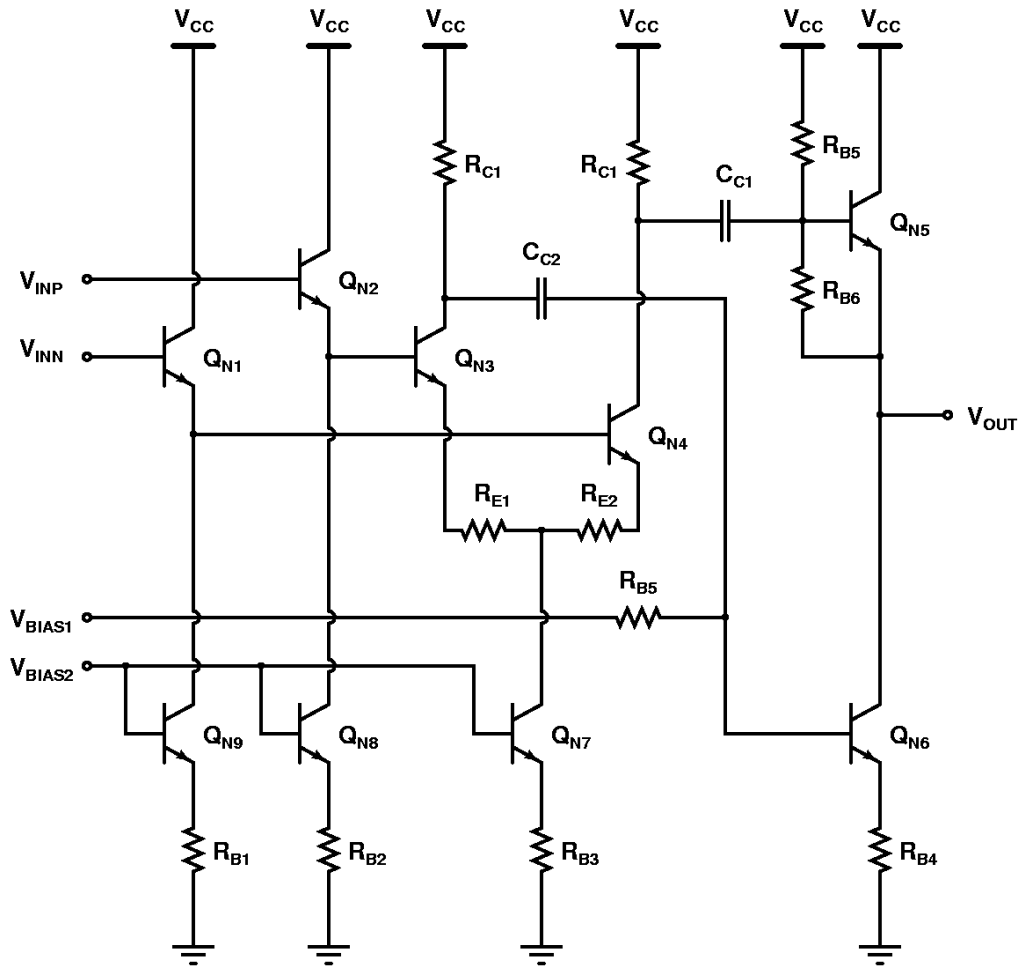 VCC VCC VCC VCC VCC VCC
RC1 RC1 RB5
CC1
QN5
CC2
VINP QN2 RB6
VINN QN1 QN3
VOUT
QN4
RE1 RE2
RB5
VBIAS1
VBIAS2
QN9 QN8 QN7 QN6
RB1 RB2 RB3 RB4